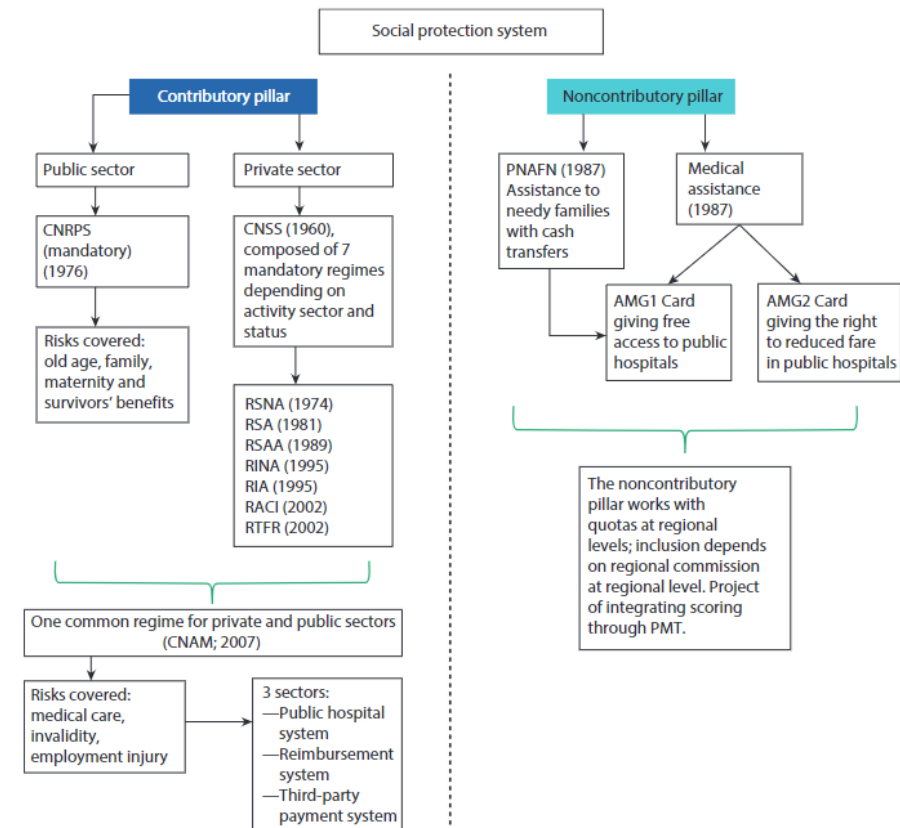 Social protection system
Contributory pillar
Public sector
CNRPS
(mandatory)
(1976)
Risks covered:
old age, family,
maternity and
survivors’ benefits
Private sector
CNSS (1960),
composed of 7
mandatory regimes
depending on
activity sector and
status
RSNA (1974)
RSA (1981)
RSAA (1989)
RINA (1995)
RIA (1995)
RACI (2002)
RTFR (2002)
One common regime for private and public sectors
(CNAM; 2007)
Risks covered:
medical care,
invalidity,
employment injury
3 sectors:
—Public hospital
system
—Reimbursement
system
—Third-party
payment system
Noncontributory pillar
PNAFN (1987)
Assistance to
needy families
with cash
transfers
Medical
assistance
(1987)
AMG1 Card
giving free
access to public
hospitals
AMG2 Card
giving the right
to reduced fare
in public hospitals
The noncontributory
pillar works with
quotas at regional
levels; inclusion depends
on regional commission
at regional level. Project
of integrating scoring
through PMT.